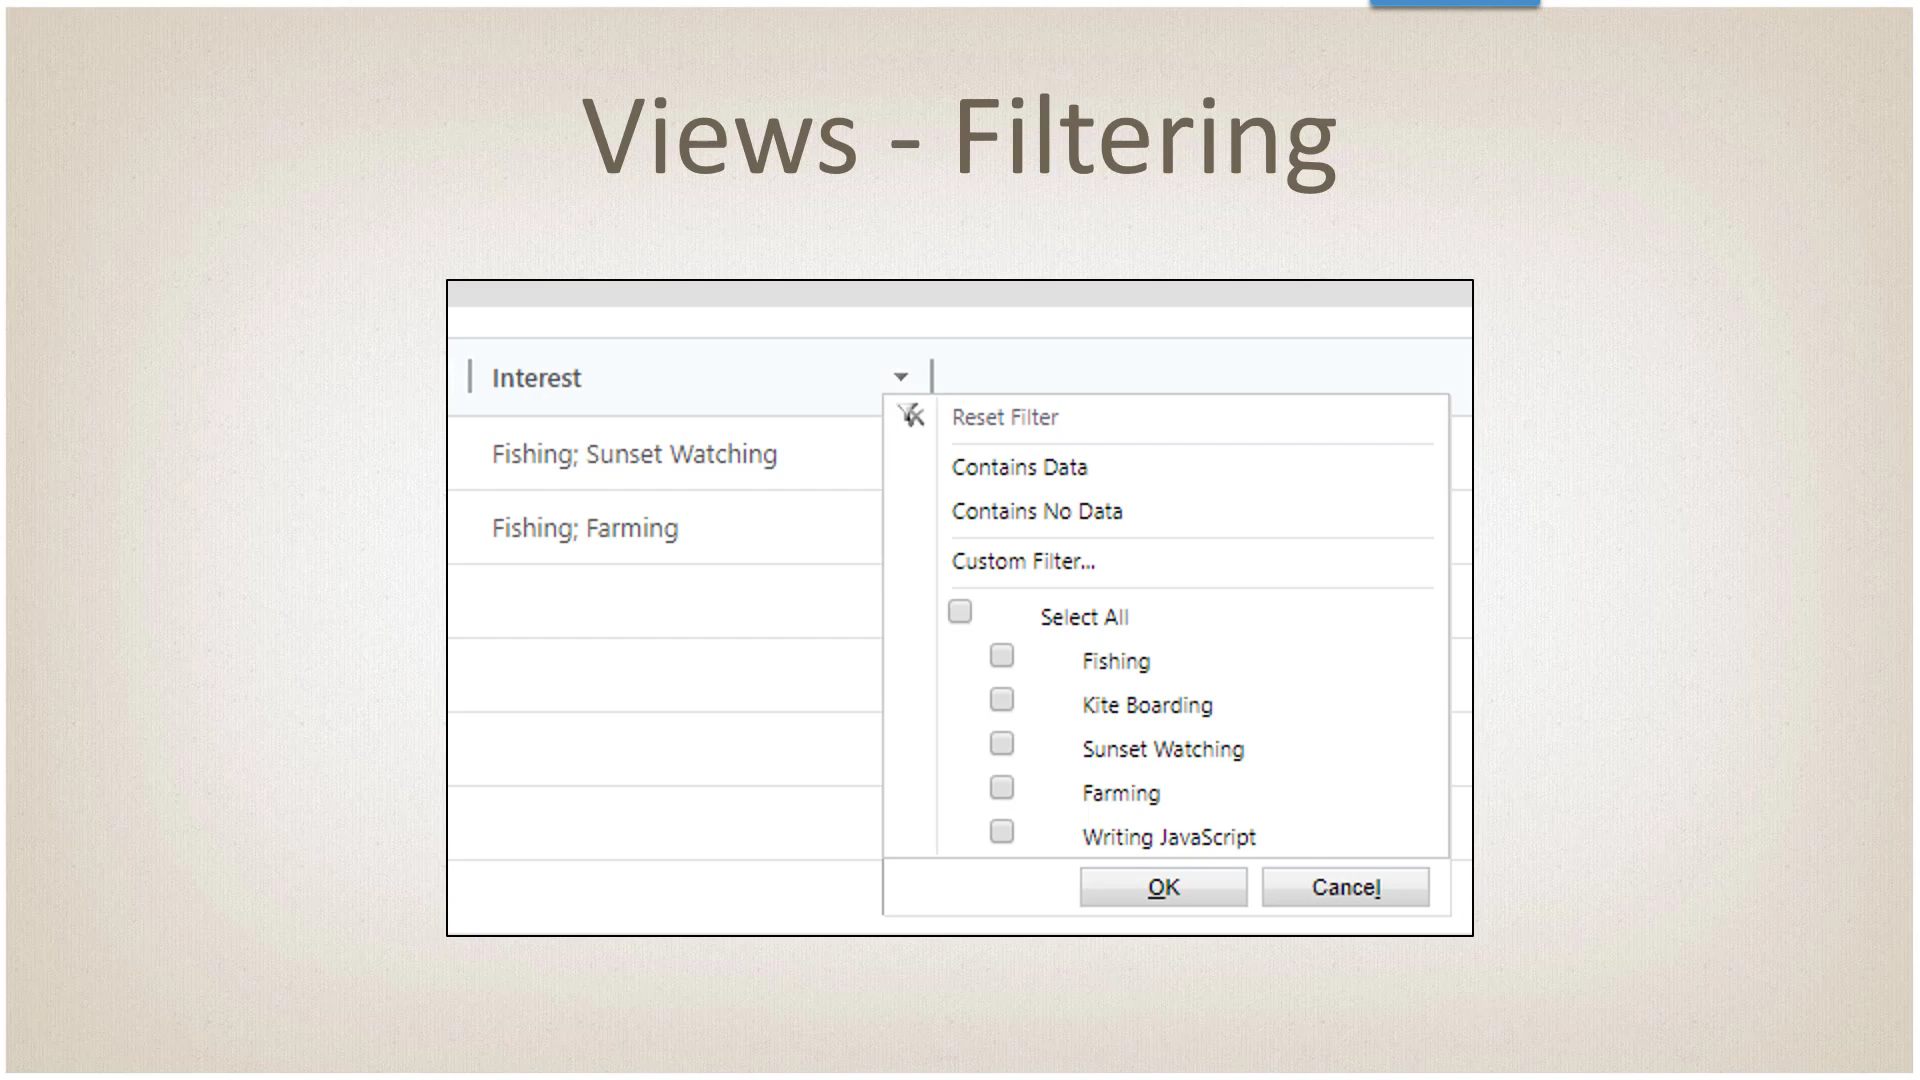 Views - Filtering
Interest
Fishing; Sunset Watching
Fishing; Farming
Reset Filter
Contains Data
Contains No Data
Custom Filter...
Select All
Fishing
Kite Boarding
Sunset Watching
Farming
Writing JavaScript
OK Cancel